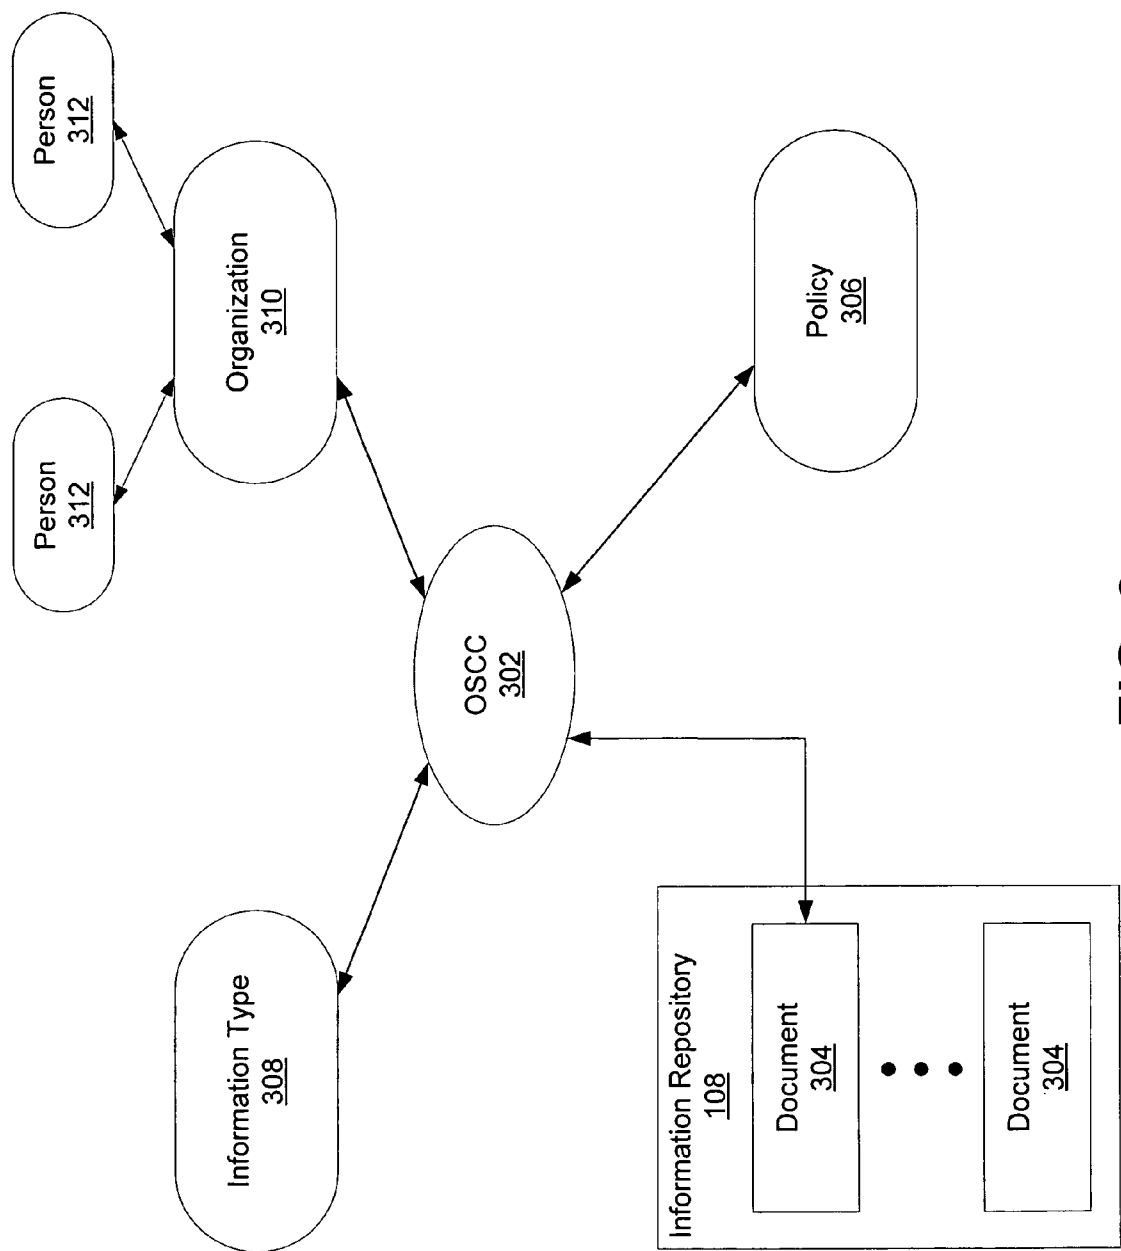 Information Type
308
Organization
310
Person
312
Person
312
OSCC
302
Information Repository
108
Document
304
Document
304
Policy
306